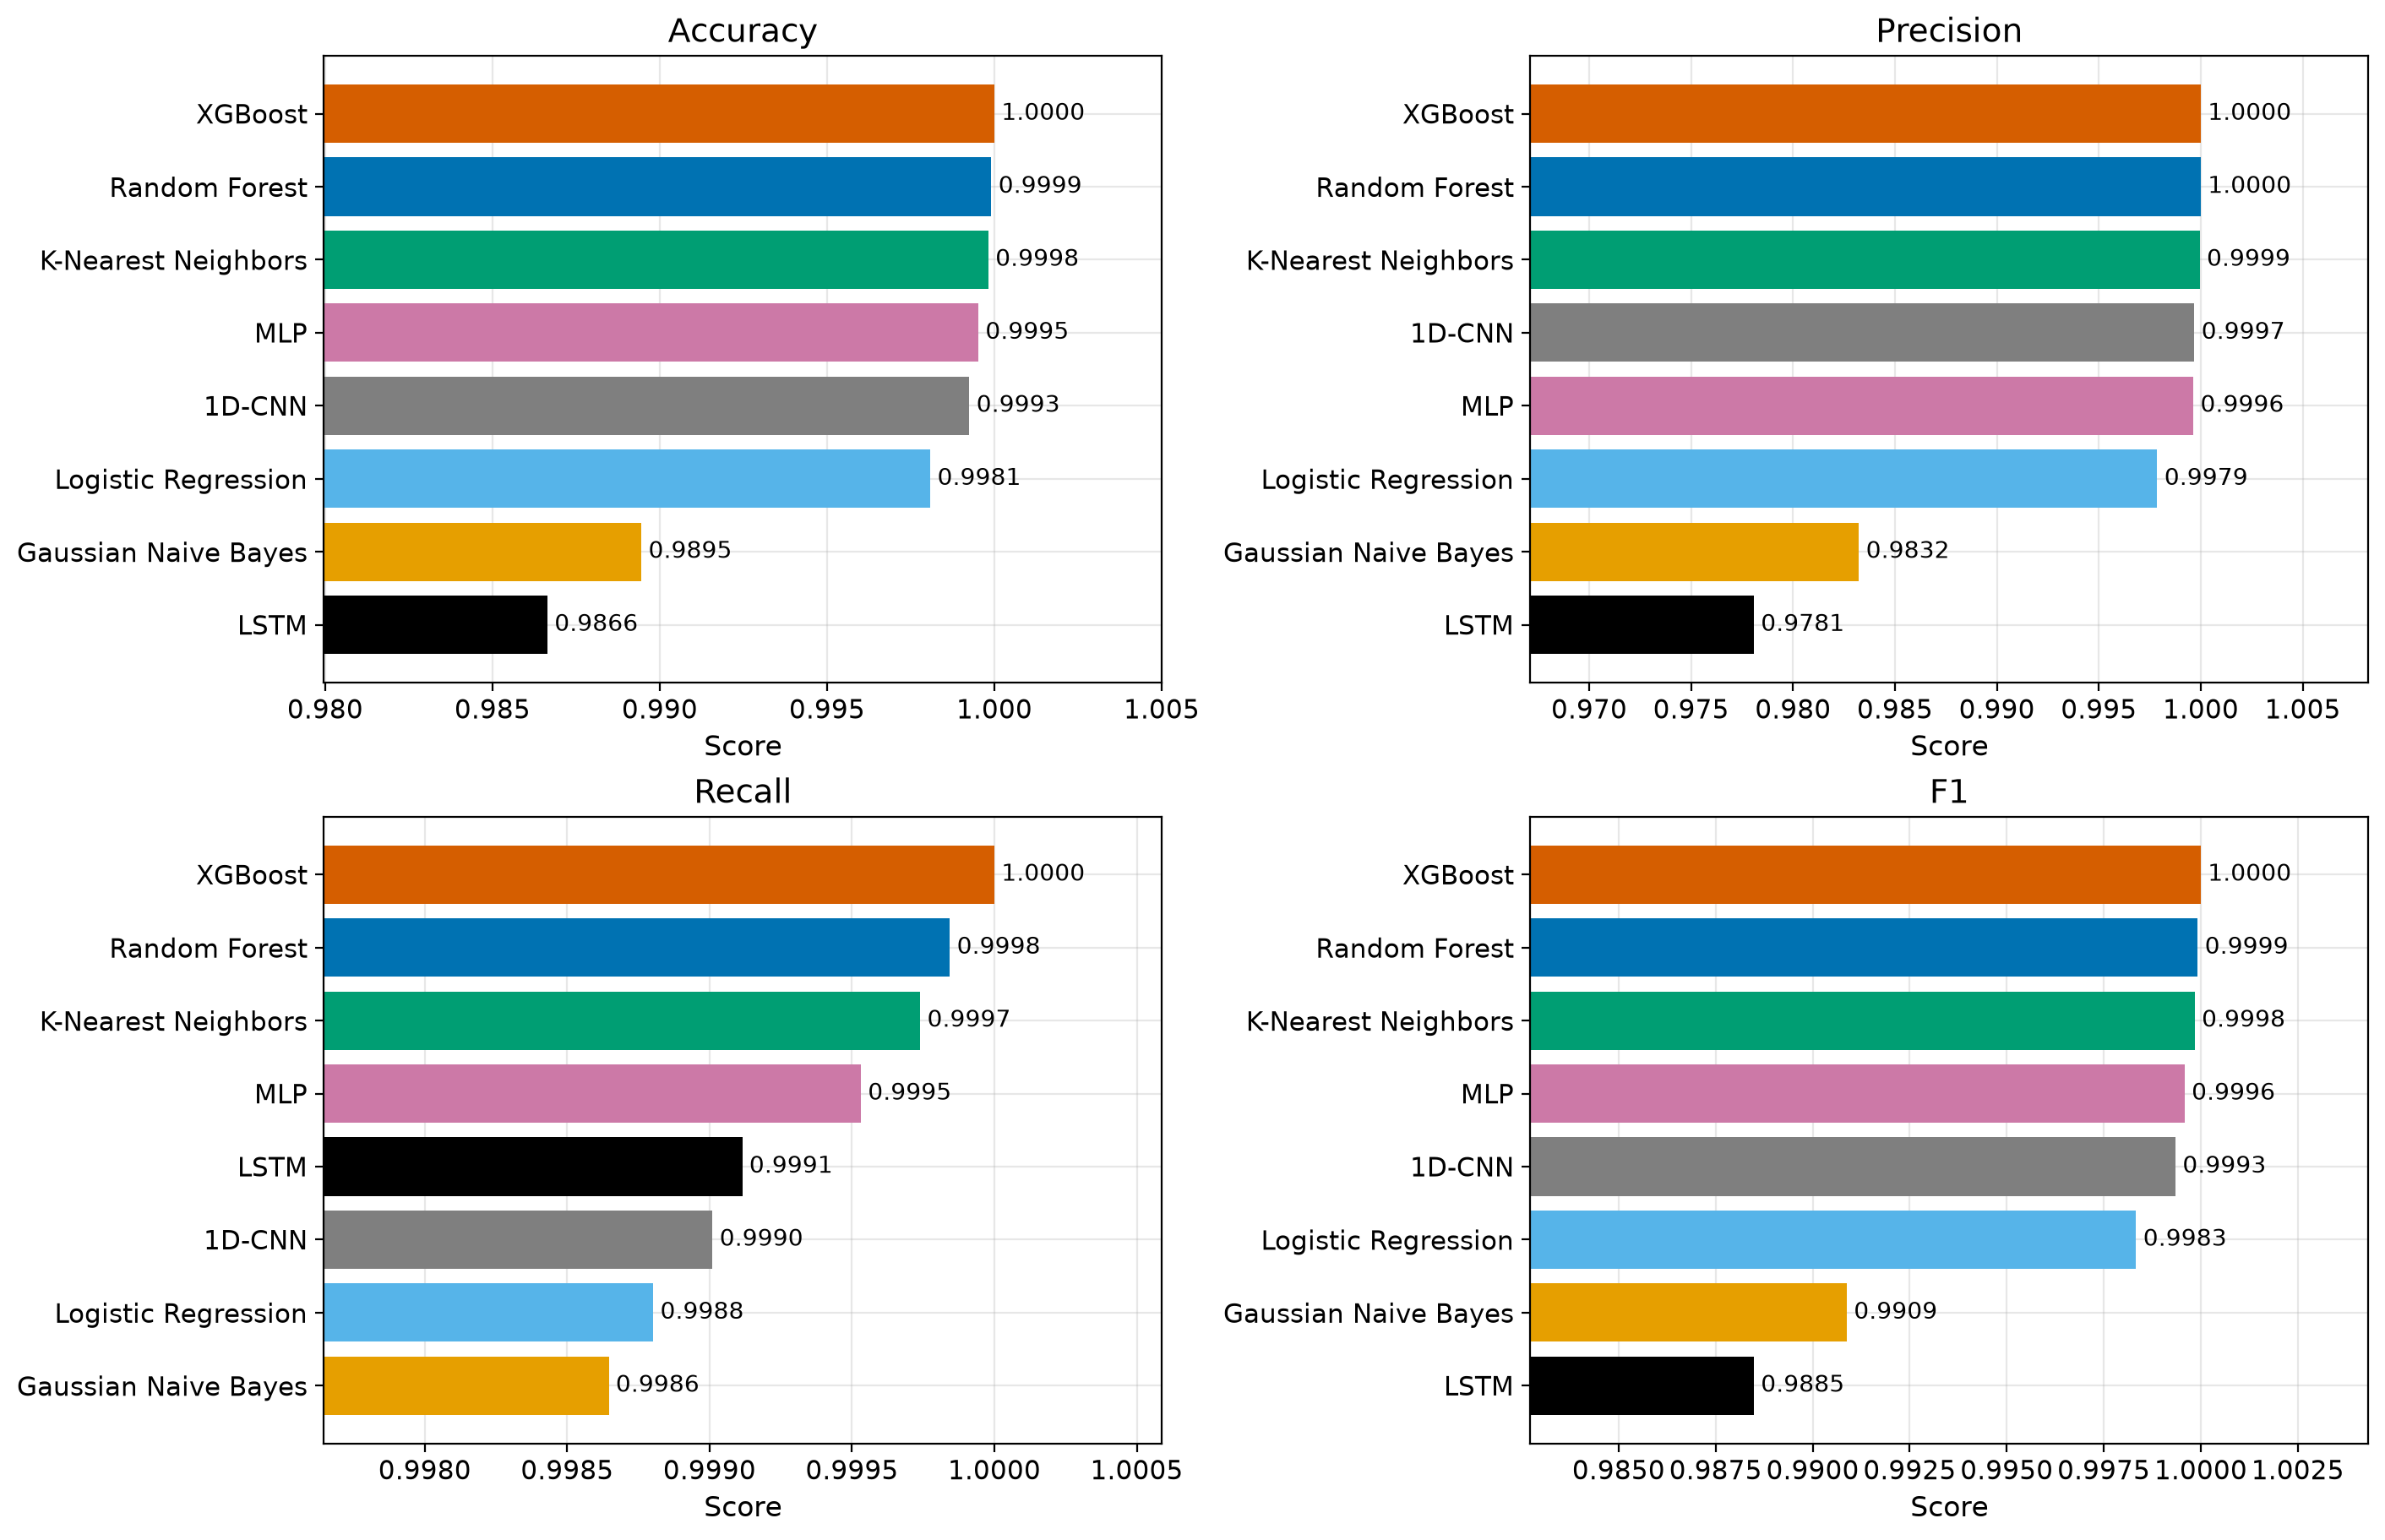 Accuracy
XGBoost
1.0000
Random Forest
0.9999
K-Nearest Neighbors
0.9998
MLP
0.9995
1D-CNN
0.9993
Logistic Regression
0.9981
Gaussian Naive Bayes
0.9895
LSTM
0.9866
0.980 0.985 0.990 0.995 1.000 1.005
Score
Precision
XGBoost
1.0000
Random Forest
1.0000
K-Nearest Neighbors
0.9999
1D-CNN
0.9997
MLP
0.9996
Logistic Regression
0.9979
Gaussian Naive Bayes
0.9832
LSTM
0.9781
0.970 0.975 0.980 0.985 0.990 0.995 1.000 1.005
Score
Recall
XGBoost
1.0000
Random Forest
0.9998
K-Nearest Neighbors
0.9997
MLP
0.9995
LSTM
0.9991
1D-CNN
0.9990
Logistic Regression
0.9988
Gaussian Naive Bayes
0.9986
0.9980 0.9985 0.9990 0.9995 1.0000 1.0005
Score
F1
XGBoost
1.0000
Random Forest
0.9999
K-Nearest Neighbors
0.9998
MLP
0.9996
1D-CNN
0.9993
Logistic Regression
0.9983
Gaussian Naive Bayes
0.9909
LSTM
0.9885
0.9850 0.9875 0.9900 0.9925 0.9950 0.9975 1.0000 1.0025
Score